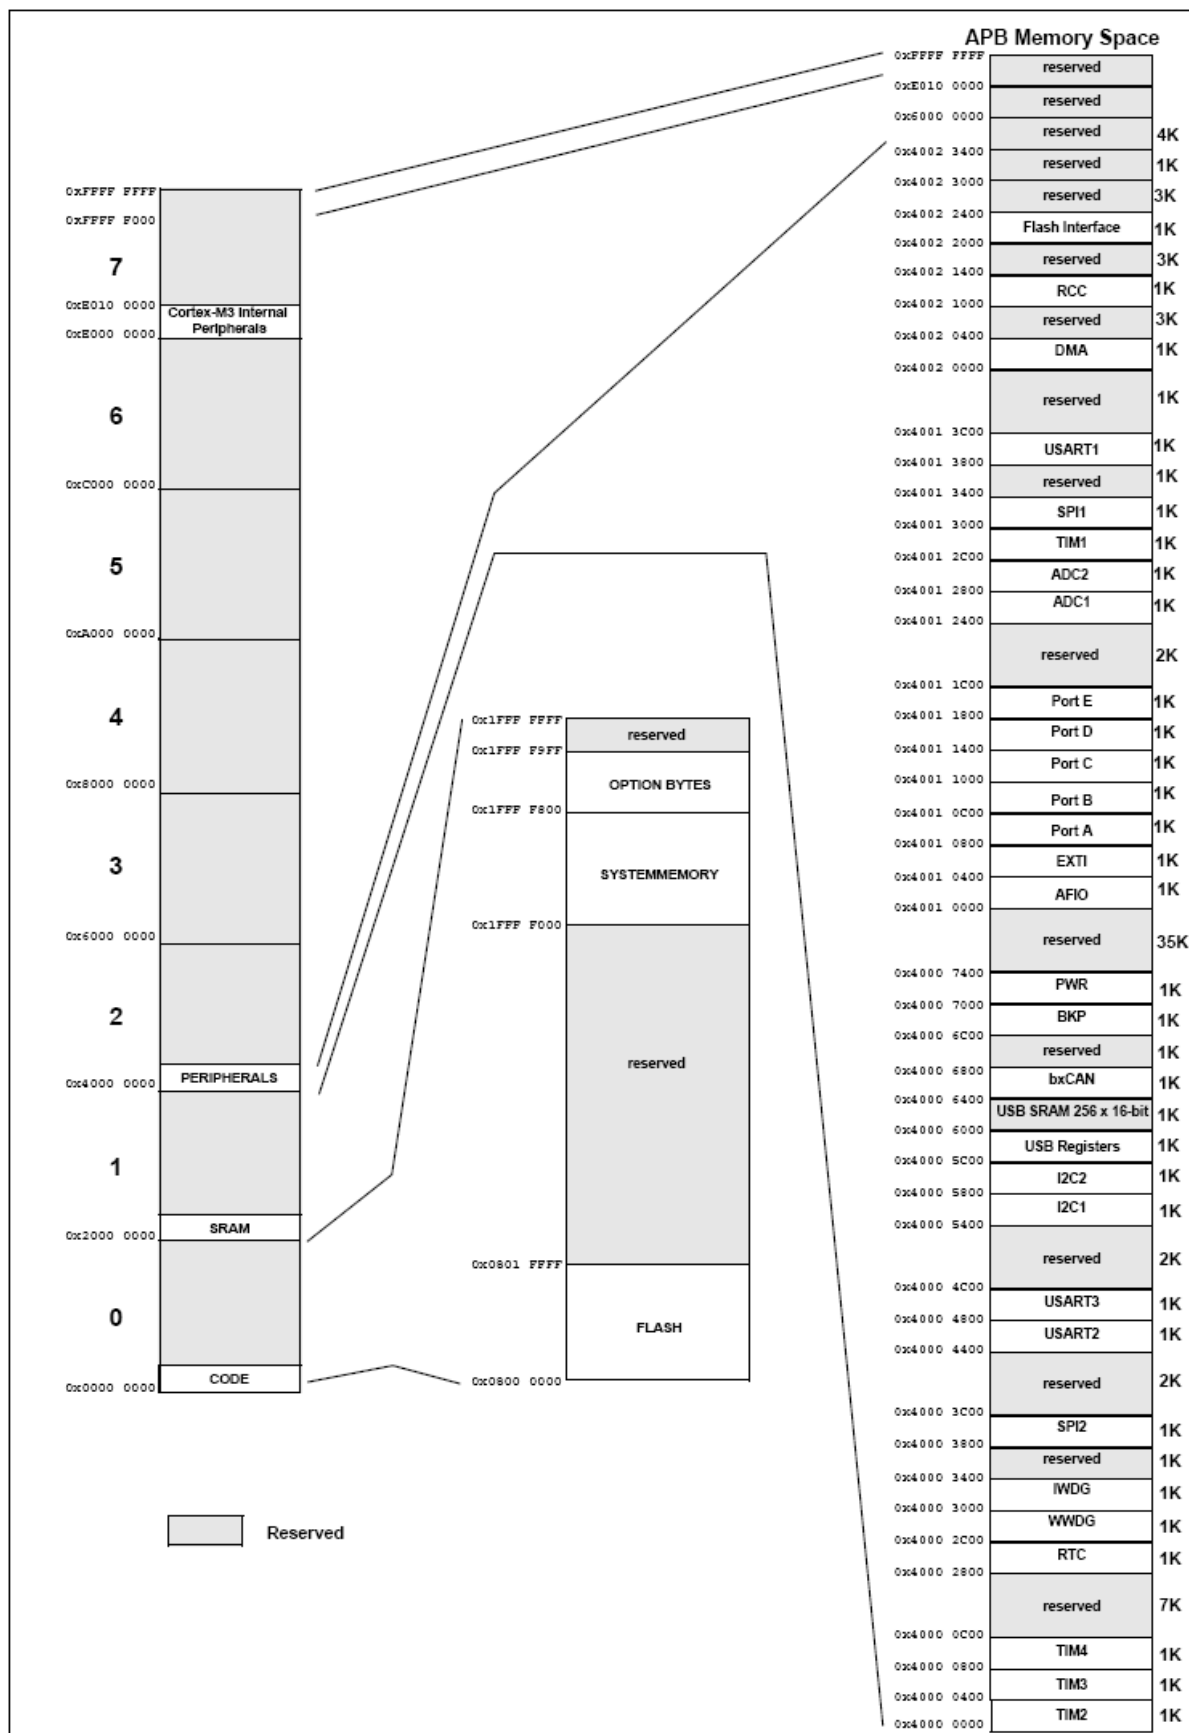 APB Memory Space
0xFFFF FFFF
reserved
0xE010 0000
reserved
0x6000 0000
reserved 4K
0x4002 3400
reserved 1K
0x4002 3000
reserved 3K
0x4002 2400
Flash Interface 1K
0x4002 2000
reserved 3K
0x4002 1400
RCC 1K
0x4002 1000
reserved 3K
0x4002 0400
DMA 1K
0x4002 0000
reserved 1K
0x4001 3C00
USART1 1K
0x4001 3800
reserved 1K
0x4001 3400
SPI1 1K
0x4001 3000
TIM1 1K
0x4001 2C00
ADC2 1K
0x4001 2800
ADC1 1K
0x4001 2400
reserved 2K
0x4001 1C00
Port E 1K
0x4001 1800
Port D 1K
0x4001 1400
Port C 1K
0x4001 1000
Port B 1K
0x4001 0C00
Port A 1K
0x4001 0800
EXTI 1K
0x4001 0400
AFIO 1K
0x4001 0000
reserved 35K
0x4000 7400
PWR 1K
0x4000 7000
BKP 1K
0x4000 6C00
reserved 1K
0x4000 6800
bxCAN 1K
0x4000 6400
USB SRAM 256 x 16-bit 1K
0x4000 6000
USB Registers 1K
0x4000 5C00
I2C2 1K
0x4000 5800
I2C1 1K
0x4000 5400
reserved 2K
0x4000 4C00
USART3 1K
0x4000 4800
USART2 1K
0x4000 4400
reserved 2K
0x4000 3C00
SPI2 1K
0x4000 3800
reserved 1K
0x4000 3400
IWDG 1K
0x4000 3000
WWDG 1K
0x4000 2C00
RTC 1K
0x4000 2800
reserved 7K
0x4000 0C00
TIM4 1K
0x4000 0800
TIM3 1K
0x4000 0400
TIM2 1K
0x4000 0000
0xFFFF FFFF
0xFFFF F000
7
0xE010 0000
Cortex-M3 Internal
Peripherals
0xE000 0000
6
0xC000 0000
5
0xA000 0000
4
0x8000 0000
3
0x6000 0000
2
PERIPHERALS
0x4000 0000
1
SRAM
0x2000 0000
0
CODE
0x0000 0000
0x1FFF FFFF
reserved
0x1FFF F9FF
OPTION BYTES
0x1FFF F800
SYSTEMMEMORY
0x1FFF F000
reserved
0x0801 FFFF
FLASH
0x0800 0000
Reserved